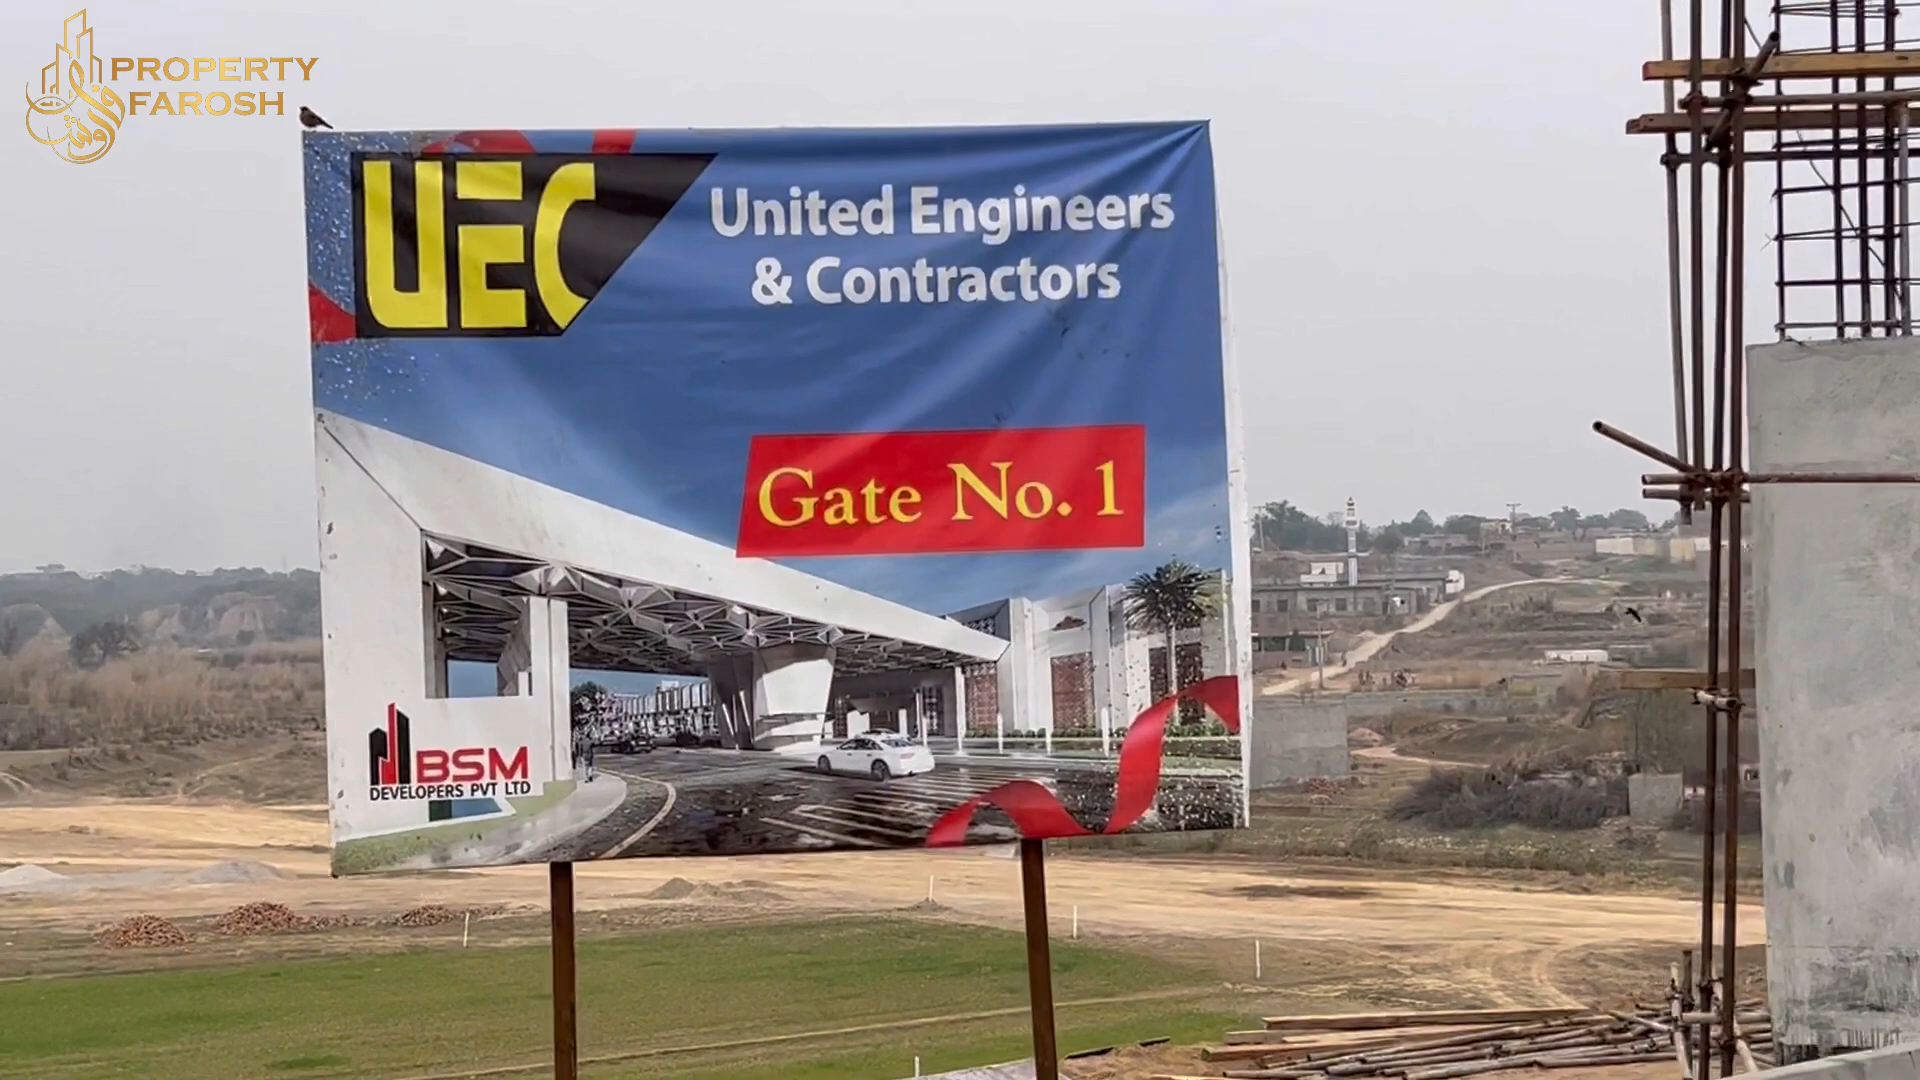 PROPERTY
FAROSH
UEC
United Engineers
& Contractors
Gate No. 1
BSM
DEVELOPERS PVT LTD